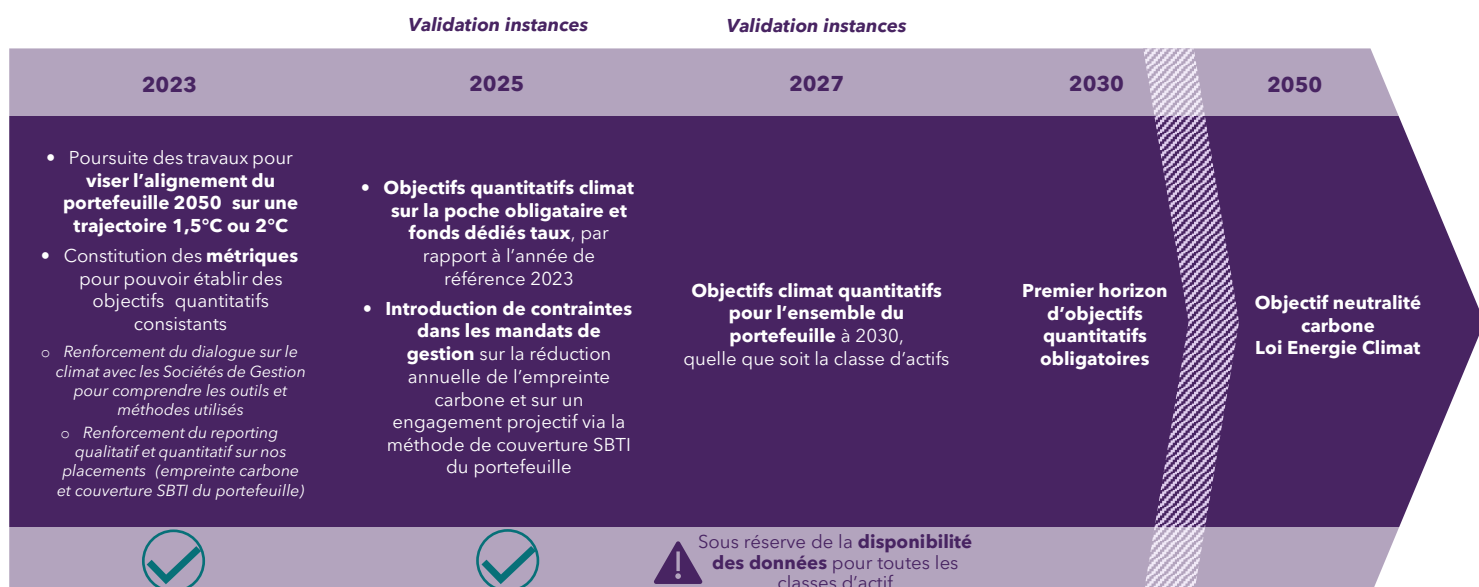 Validation instances
Validation instances
2023
2025
2027
2030
2050
• Poursuite des travaux pour
viser l'alignement du
portefeuille 2050 sur une
trajectoire 1,5°C ou 2°C
• Constitution des métriques
pour pouvoir établir des
objectifs quantitatifs
consistants
o Renforcement du dialogue sur le
climat avec les Sociétés de Gestion
pour comprendre les outils et
méthodes utilisés
o Renforcement du reporting
qualitatif et quantitatif sur nos
placements (empreinte carbone
et couverture SBTI du portefeuille)
• Objectifs quantitatifs climat
sur la poche obligataire et
fonds dédiés taux, par
rapport à l'année de
référence 2023
• Introduction de contraintes
dans les mandats de
gestion sur la réduction
annuelle de l'empreinte
carbone et sur un
engagement projectif via la
méthode de couverture SBTI
du portefeuille
Objectifs climat quantitatifs
pour l'ensemble du
portefeuille à 2030,
quelle que soit la classe d'actifs
Premier horizon
d'objectifs
quantitatifs
obligatoires
Objectif neutralité
carbone
Loi Energie Climat
Sous réserve de la disponibilité
des données pour toutes les
classes d'actif